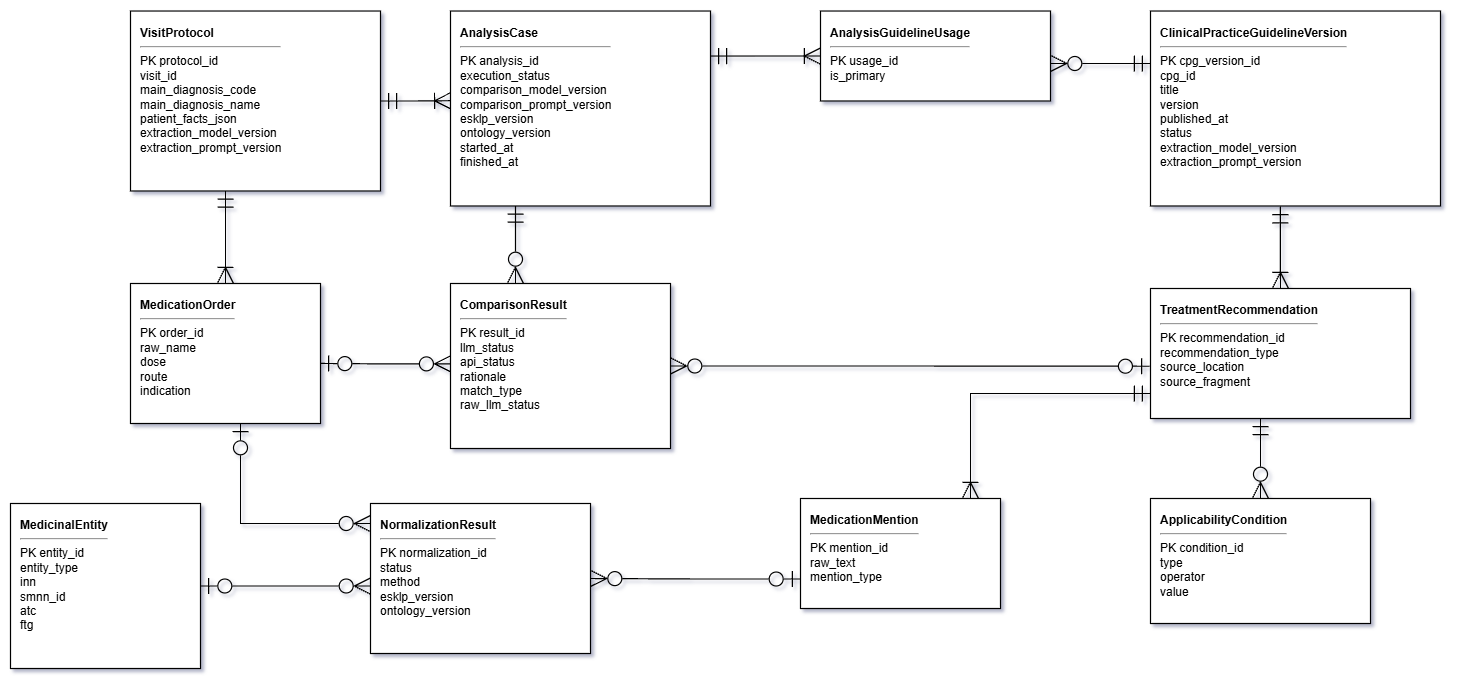 VisitProtocol
PK protocol_id
visit_id
main_diagnosis_code
main_diagnosis_name
patient_facts_json
extraction_model_version
extraction_prompt_version
AnalysisCase
PK analysis_id
execution_status
comparison_model_version
comparison_prompt_version
esklp_version
ontology_version
started_at
finished_at
AnalysisGuidelineUsage
PK usage_id
is_primary
ClinicalPracticeGuidelineVersion
PK cpg_version_id
cpg_id
title
version
published_at
status
extraction_model_version
extraction_prompt_version
MedicationOrder
PK order_id
raw_name
dose
route
indication
ComparisonResult
PK result_id
llm_status
api_status
rationale
match_type
raw_llm_status
TreatmentRecommendation
PK recommendation_id
recommendation_type
source_location
source_fragment
MedicinalEntity
PK entity_id
entity_type
inn
smnn_id
atc
ftg
NormalizationResult
PK normalization_id
status
method
esklp_version
ontology_version
MedicationMention
PK mention_id
raw_text
mention_type
ApplicabilityCondition
PK condition_id
type
operator
value